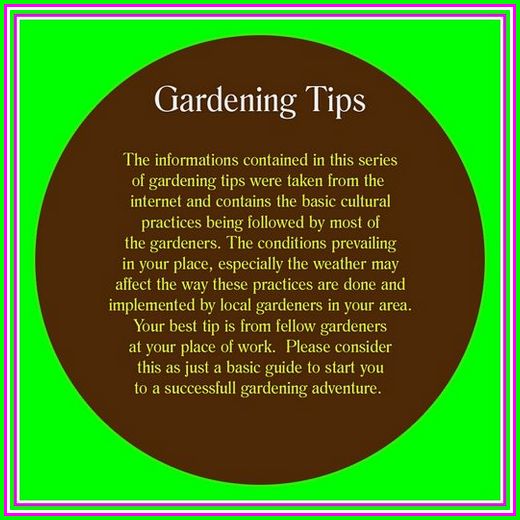 Gardening Tips
The informations contained in this series
of gardening tips were taken from the
internet and contains the basic cultural
practices being followed by most of
the gardeners. The conditions prevailing
in your place, especially the weather may
affect the way these practices are done and
implemented by local gardeners in your area.
Your best tip is from fellow gardeners
at your place of work. Please consider
this as just a basic guide to start you
to a successfull gardening adventure.